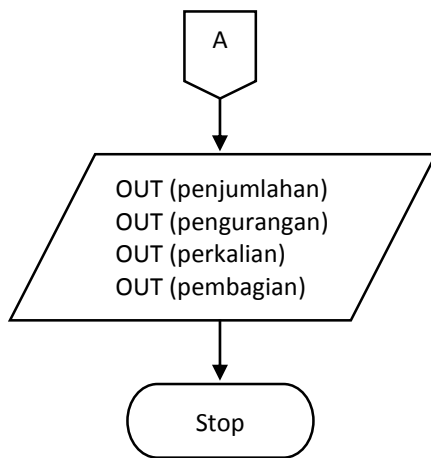 A
OUT (penjumlahan)
OUT (pengurangan)
OUT (perkalian)
OUT (pembagian)
Stop